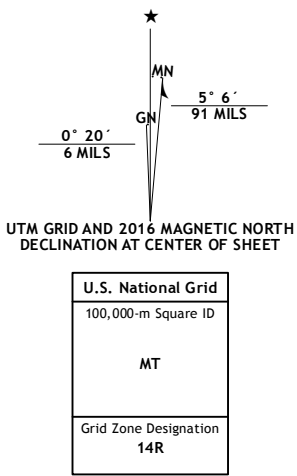 ★
MN
5° 6´
91 MILS
GN
0° 20´
6 MILS
UTM GRID AND 2016 MAGNETIC NORTH
DECLINATION AT CENTER OF SHEET
U.S. National Grid
100,000-m Square ID
MT
Grid Zone Designation
14R